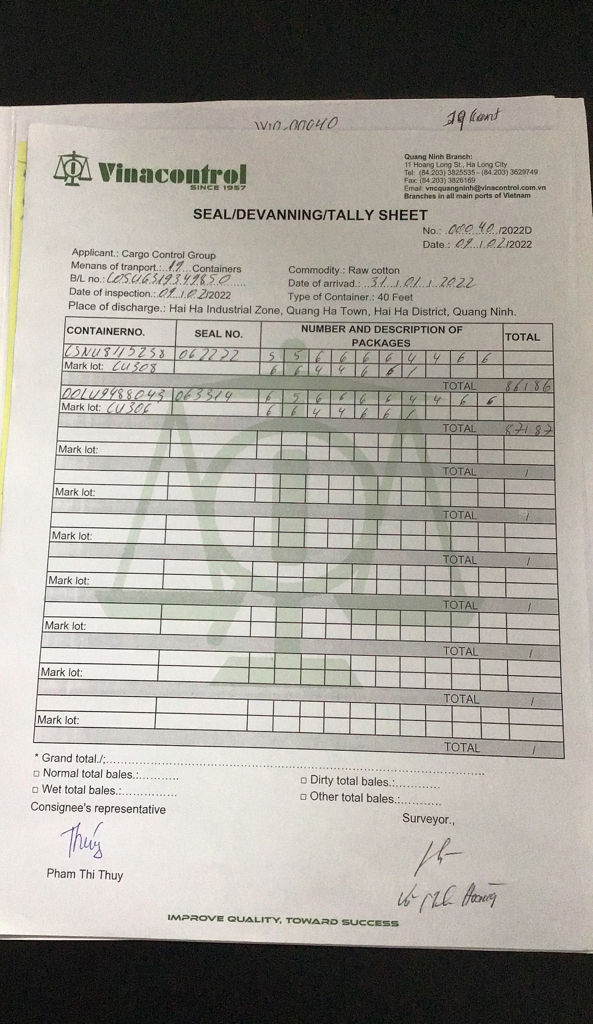 19 Cont
Vinacontrol
SINCE 1957
Quang Ninh Branch:
11 Hoang Long St., Ha Long City
Tel: (84.203) 3825535 - (84.203) 3629749
Fax: (84.203) 3826169
Email: vncquangninh@vinacontrol.com.vn
Branches in all main ports of Vietnam
SEAL/DEVANNING/TALLY SHEET
No.: 00040 /2022D
Date.: 09/02/2022
Applicant.: Cargo Control Group
Menans of tranport.: 19 Containers
Commodity.: Raw cotton
B/L no.: COSU6319349850
Date of arrived.: 31/01/2022
Date of inspection.: 09/02/2022
Type of Container.: 40 Feet
Place of discharge.: Hai Ha Industrial Zone, Quang Ha Town, Hai Ha District, Quang Ninh.
CONTAINERNO. SEAL NO. NUMBER AND DESCRIPTION OF PACKAGES TOTAL
CSNU8115258 062222 5 5 6 6 6 6 4 4 6 6
Mark lot: CU308 6 6 4 4 6 6 /
TOTAL 86/86
OOLU9488043 063314 6 5 6 6 6 6 4 4 6 6
Mark lot: CU306 6 6 4 4 6 6 /
TOTAL 87/87
Mark lot:
TOTAL /
Mark lot:
TOTAL /
Mark lot:
TOTAL /
Mark lot:
TOTAL /
Mark lot:
TOTAL /
Mark lot:
TOTAL /
Mark lot:
TOTAL /
* Grand total./:
□ Normal total bales.:
□ Dirty total bales.:
□ Wet total bales.:
□ Other total bales.:
Consignee's representative
Surveyor.,
Thúy
Pham Thi Thuy
IMPROVE QUALITY, TOWARD SUCCESS